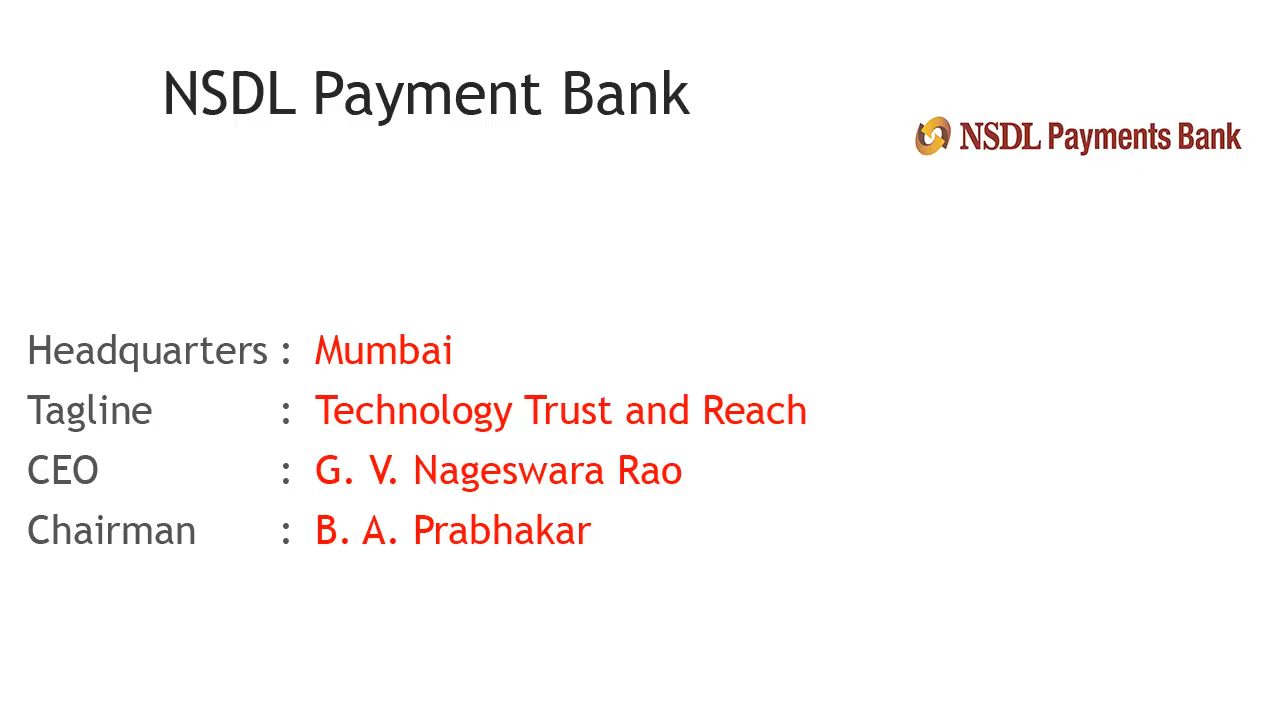 NSDL Payment Bank
NSDL Payments Bank
Headquarters : Mumbai
Tagline : Technology Trust and Reach
CEO : G. V. Nageswara Rao
Chairman : B. A. Prabhakar